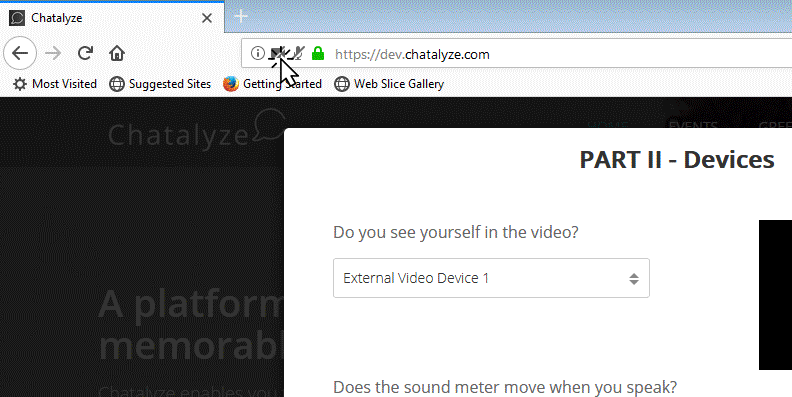 Chatalyze
https://dev.chatalyze.com
Most Visited Suggested Sites Getting Started Web Slice Gallery
Chatalyze
HOME EVENTS GREE
PART II - Devices
Do you see yourself in the video?
External Video Device 1
A platform
memorabl
Chatalyze enables you
Does the sound meter move when you speak?